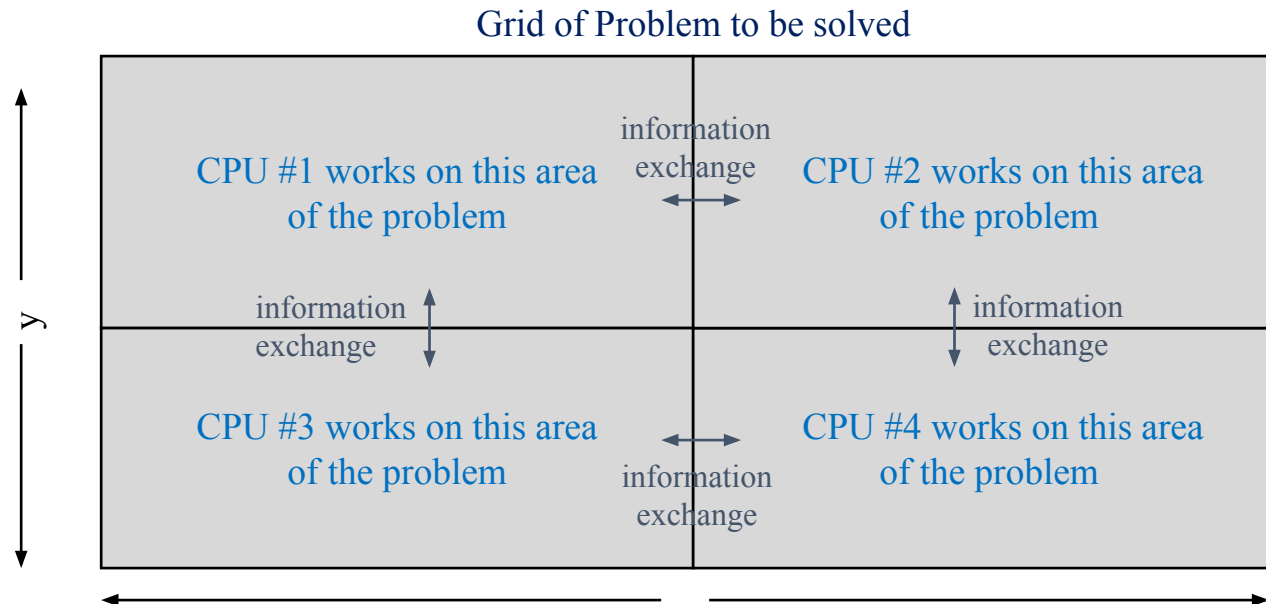 Grid of Problem to be solved
information
exchange
CPU #1 works on this area
of the problem
CPU #2 works on this area
of the problem
information
exchange
information
exchange
y
CPU #3 works on this area
of the problem
CPU #4 works on this area
of the problem
information
exchange